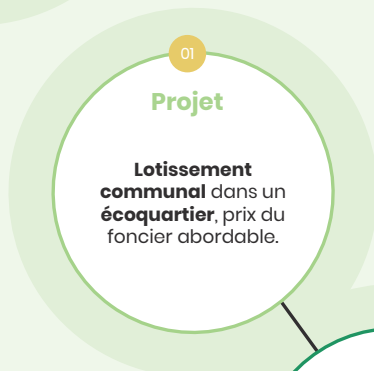 01
Projet
Lotissement
communal dans un
écoquartier, prix du
foncier abordable.